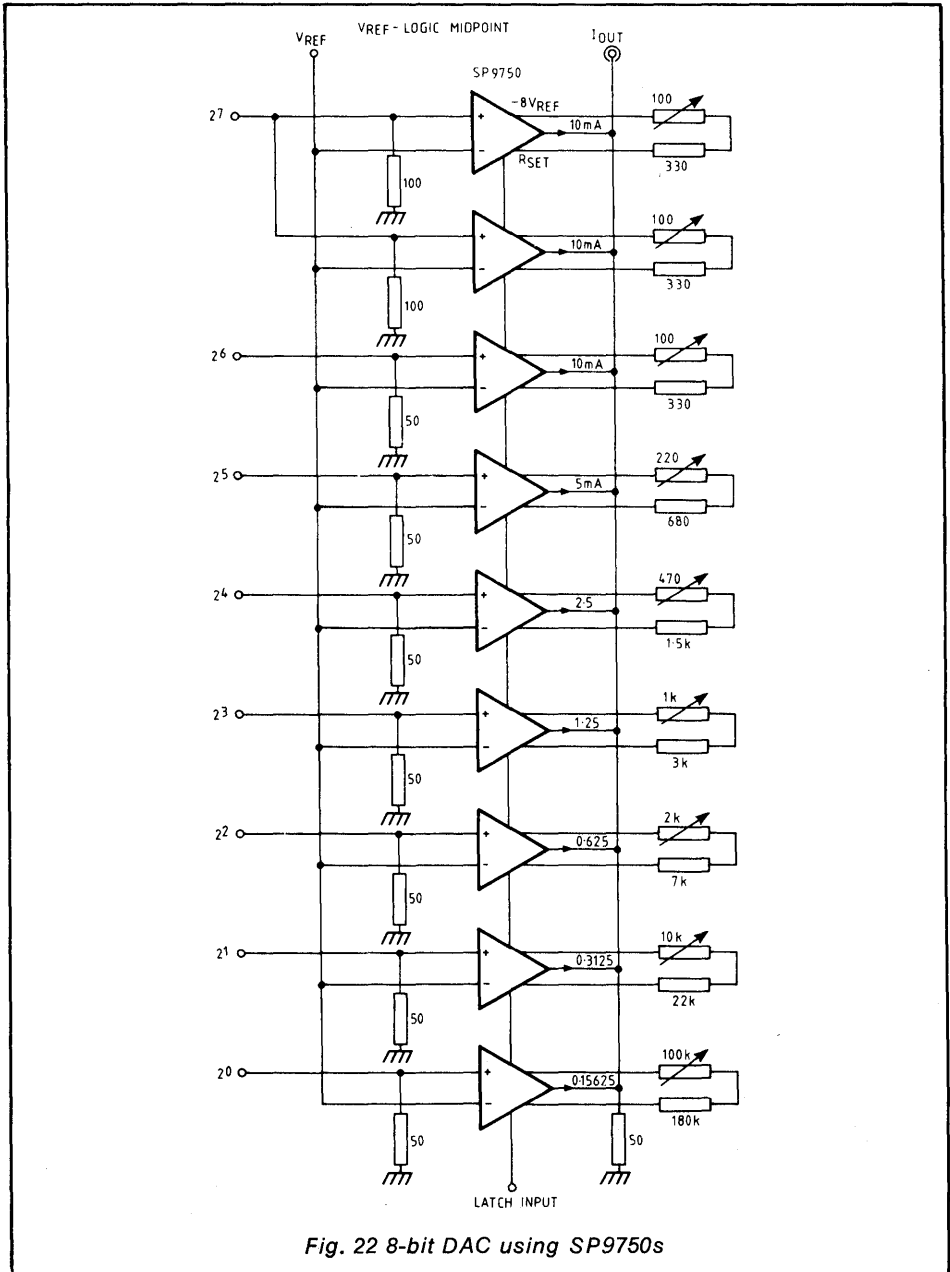 VREF - LOGIC MIDPOINT
VREF
IOUT
SP9750
27
+
-
-8VREF
10mA
RSET
100
100
330
+
-
10mA
100
100
330
26
+
-
10mA
50
100
330
25
+
-
5mA
50
220
680
24
+
-
2·5
50
470
1·5k
23
+
-
1·25
50
1k
3k
22
+
-
0·625
50
2k
7k
21
+
-
0·3125
50
10k
22k
20
+
-
0·15625
50
100k
180k
50
LATCH INPUT
Fig. 22 8-bit DAC using SP9750s